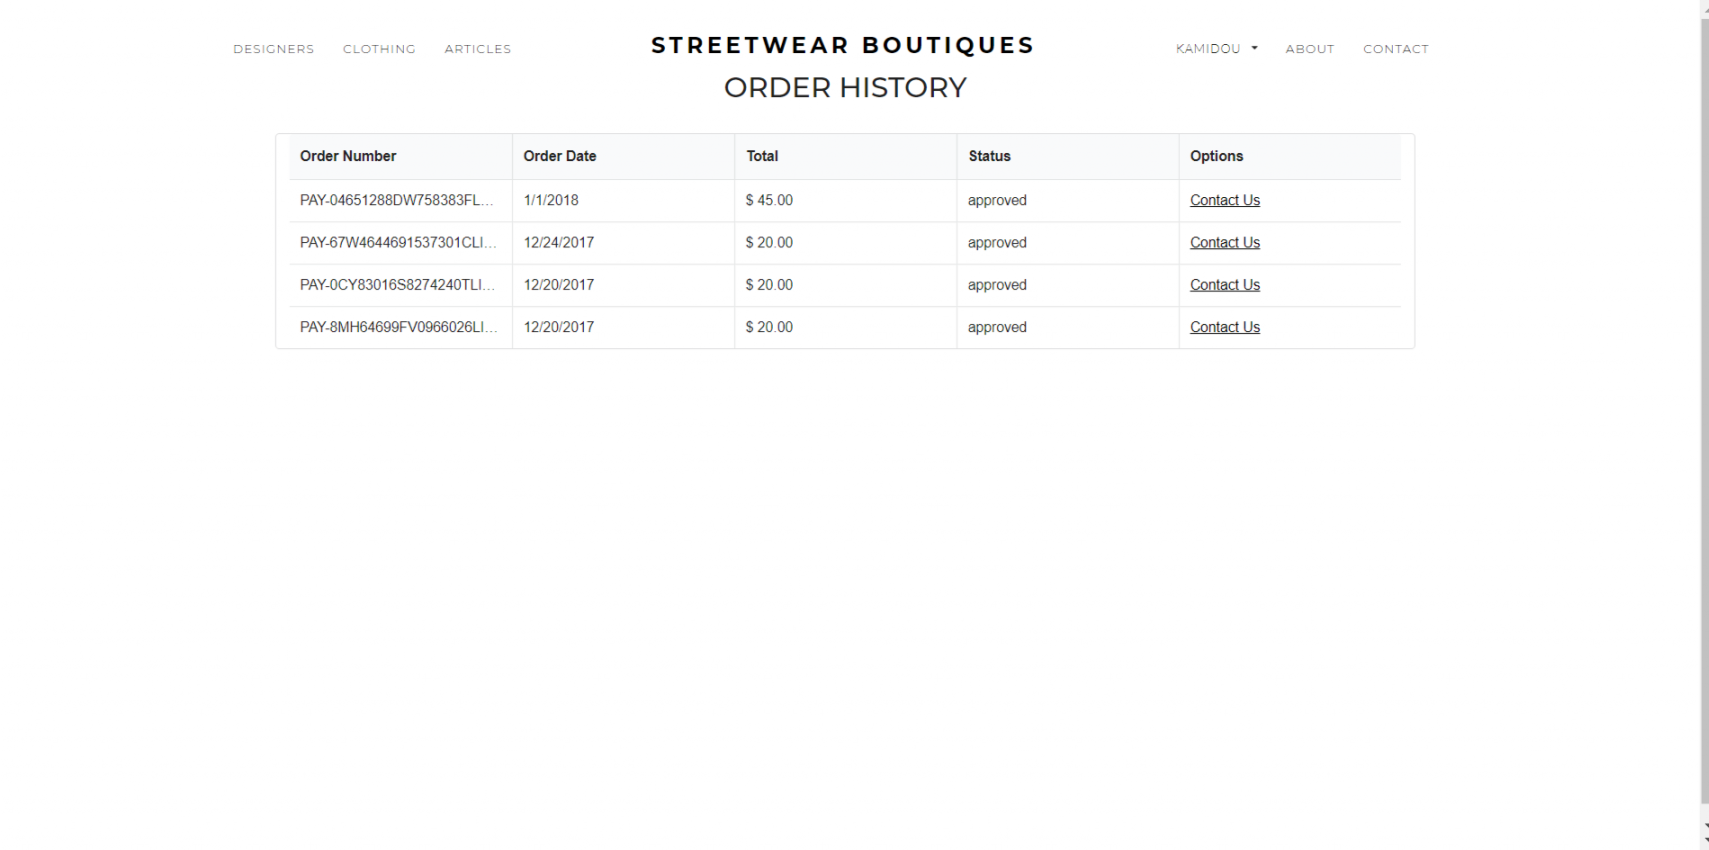 DESIGNERS CLOTHING ARTICLES STREETWEAR BOUTIQUES KAMIDOU ABOUT CONTACT
ORDER HISTORY
Order Number Order Date Total Status Options
PAY-04651288DW758383FL... 1/1/2018 $ 45.00 approved Contact Us
PAY-67W4644691537301CLI... 12/24/2017 $ 20.00 approved Contact Us
PAY-0CY83016S8274240TLI... 12/20/2017 $ 20.00 approved Contact Us
PAY-8MH64699FV0966026LI... 12/20/2017 $ 20.00 approved Contact Us